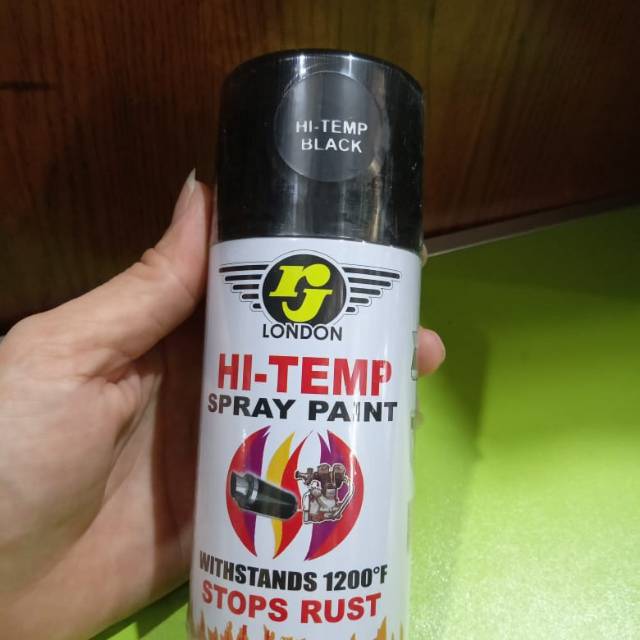 HI-TEMP
BLACK
rj
LONDON
HI-TEMP
SPRAY PAINT
WITHSTANDS 1200°F
STOPS RUST